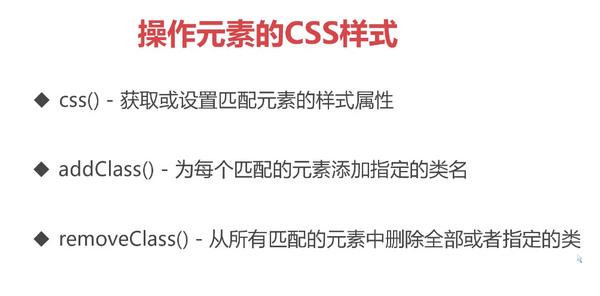 操作元素的CSS样式
◆ css() - 获取或设置匹配元素的样式属性
◆ addClass() - 为每个匹配的元素添加指定的类名
◆ removeClass() - 从所有匹配的元素中删除全部或者指定的类